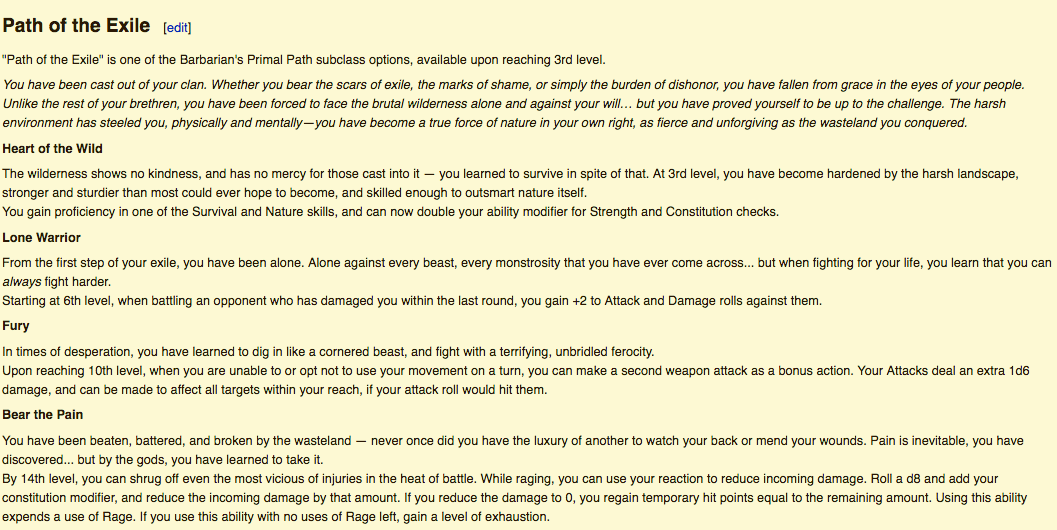 Path of the Exile [edit]
"Path of the Exile" is one of the Barbarian's Primal Path subclass options, available upon reaching 3rd level.
You have been cast out of your clan. Whether you bear the scars of exile, the marks of shame, or simply the burden of dishonor, you have fallen from grace in the eyes of your people.
Unlike the rest of your brethren, you have been forced to face the brutal wilderness alone and against your will... but you have proved yourself to be up to the challenge. The harsh
environment has steeled you, physically and mentally—you have become a true force of nature in your own right, as fierce and unforgiving as the wasteland you conquered.
Heart of the Wild
The wilderness shows no kindness, and has no mercy for those cast into it — you learned to survive in spite of that. At 3rd level, you have become hardened by the harsh landscape,
stronger and sturdier than most could ever hope to become, and skilled enough to outsmart nature itself.
You gain proficiency in one of the Survival and Nature skills, and can now double your ability modifier for Strength and Constitution checks.
Lone Warrior
From the first step of your exile, you have been alone. Alone against every beast, every monstrosity that you have ever come across... but when fighting for your life, you learn that you can
always fight harder.
Starting at 6th level, when battling an opponent who has damaged you within the last round, you gain +2 to Attack and Damage rolls against them.
Fury
In times of desperation, you have learned to dig in like a cornered beast, and fight with a terrifying, unbridled ferocity.
Upon reaching 10th level, when you are unable to or opt not to use your movement on a turn, you can make a second weapon attack as a bonus action. Your Attacks deal an extra 1d6
damage, and can be made to affect all targets within your reach, if your attack roll would hit them.
Bear the Pain
You have been beaten, battered, and broken by the wasteland — never once did you have the luxury of another to watch your back or mend your wounds. Pain is inevitable, you have
discovered... but by the gods, you have learned to take it.
By 14th level, you can shrug off even the most vicious of injuries in the heat of battle. While raging, you can use your reaction to reduce incoming damage. Roll a d8 and add your
constitution modifier, and reduce the incoming damage by that amount. If you reduce the damage to 0, you regain temporary hit points equal to the remaining amount. Using this ability
expends a use of Rage. If you use this ability with no uses of Rage left, gain a level of exhaustion.